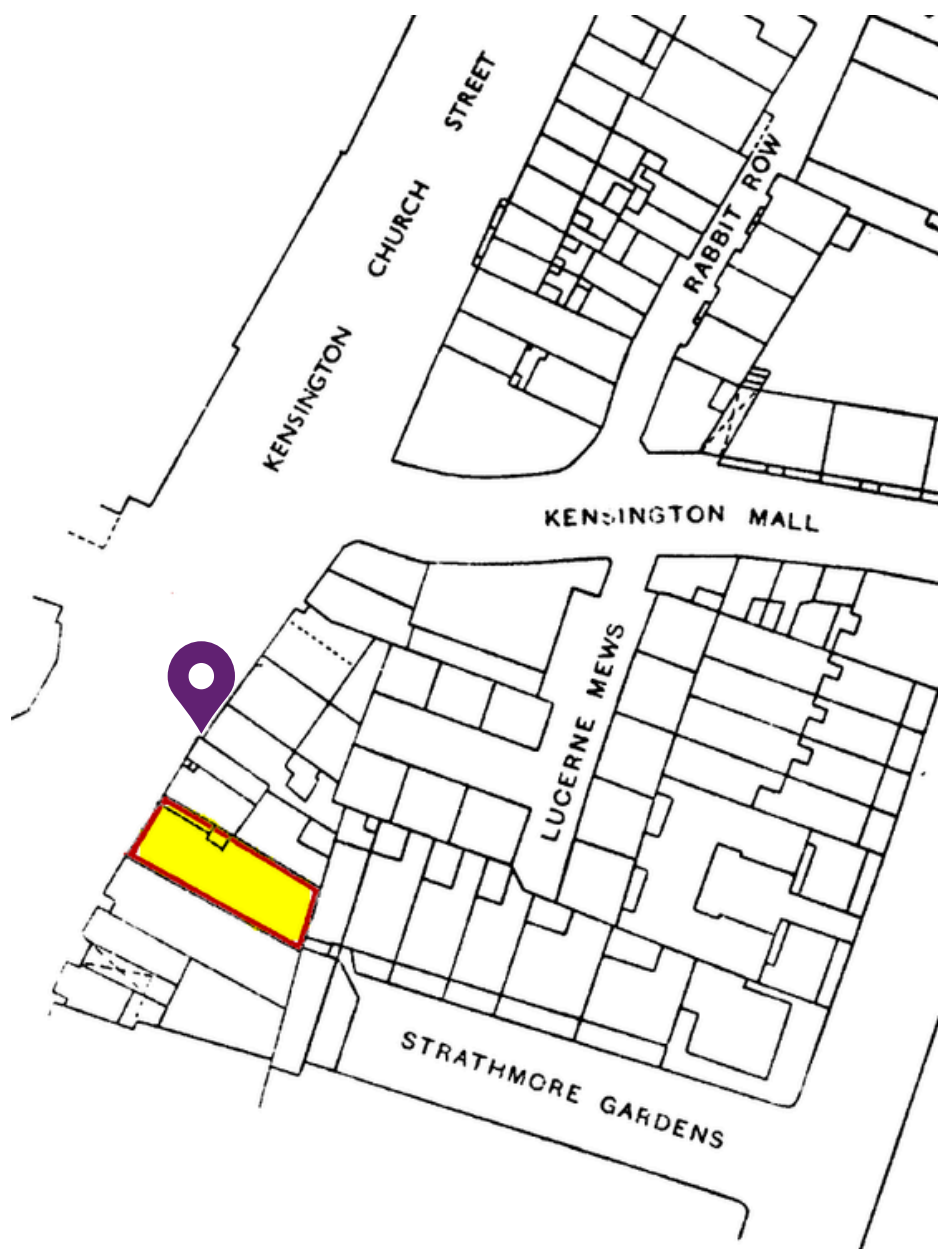 KENSINGTON CHURCH STREET
RABBIT ROW
KENSINGTON MALL
LUCERNE MEWS
STRATHMORE GARDENS